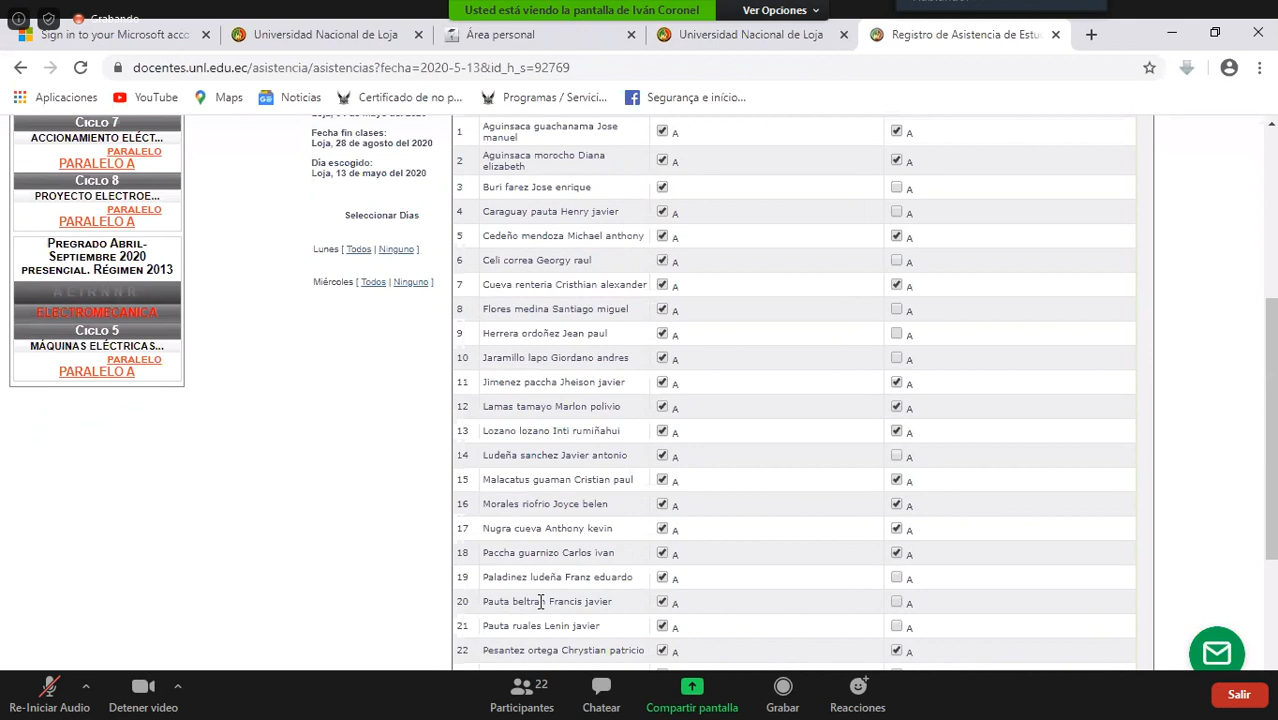 Grabando
Usted está viendo la pantalla de Iván Coronel
Ver Opciones
Sign in to your Microsoft acco
Universidad Nacional de Loja
Área personal
Universidad Nacional de Loja
Registro de Asistencia de Estu
docentes.unl.edu.ec/asistencia/asistencias?fecha=2020-5-13&id_h_s=92769
Aplicaciones
YouTube
Maps
Noticias
Certificado de no p...
Programas / Servici...
Segurança e inicio...
Ciclo 7
ACCIONAMIENTO ELÉCT...
PARALELO
PARALELO A
Ciclo 8
PROYECTO ELECTROE...
PARALELO
PARALELO A
Pregrado Abril-
Septiembre 2020
presencial. Régimen 2013
ELECTROMECANICA
Ciclo 5
MÁQUINAS ELÉCTRICAS...
PARALELO
PARALELO A
Fecha fin clases:
Loja, 28 de agosto del 2020
Día escogido:
Loja, 13 de mayo del 2020
Seleccionar Días
Lunes [ Todos | Ninguno ]
Miércoles [ Todos | Ninguno ]
1 Aguinsaca guachanama Jose manuel A A
2 Aguinsaca morocho Diana elizabeth A A
3 Buri farez Jose enrique A
4 Caraguay pauta Henry javier A A
5 Cedeño mendoza Michael anthony A A
6 Celi correa Georgy raul A A
7 Cueva renteria Cristhian alexander A A
8 Flores medina Santiago miguel A A
9 Herrera ordoñez Jean paul A A
10 Jaramillo lapo Giordano andres A A
11 Jimenez paccha Jheison javier A A
12 Lamas tamayo Marlon polivio A A
13 Lozano lozano Inti rumiñahui A A
14 Ludeña sanchez Javier antonio A A
15 Malacatus guaman Cristian paul A A
16 Morales riofrio Joyce belen A A
17 Nugra cueva Anthony kevin A A
18 Paccha guarnizo Carlos ivan A A
19 Paladinez ludeña Franz eduardo A A
20 Pauta beltran Francis javier A A
21 Pauta ruales Lenin javier A A
22 Pesantez ortega Chrystian patricio A A
Re-Iniciar Audio
Detener video
22
Participantes
Chatear
Compartir pantalla
Grabar
Reacciones
Salir